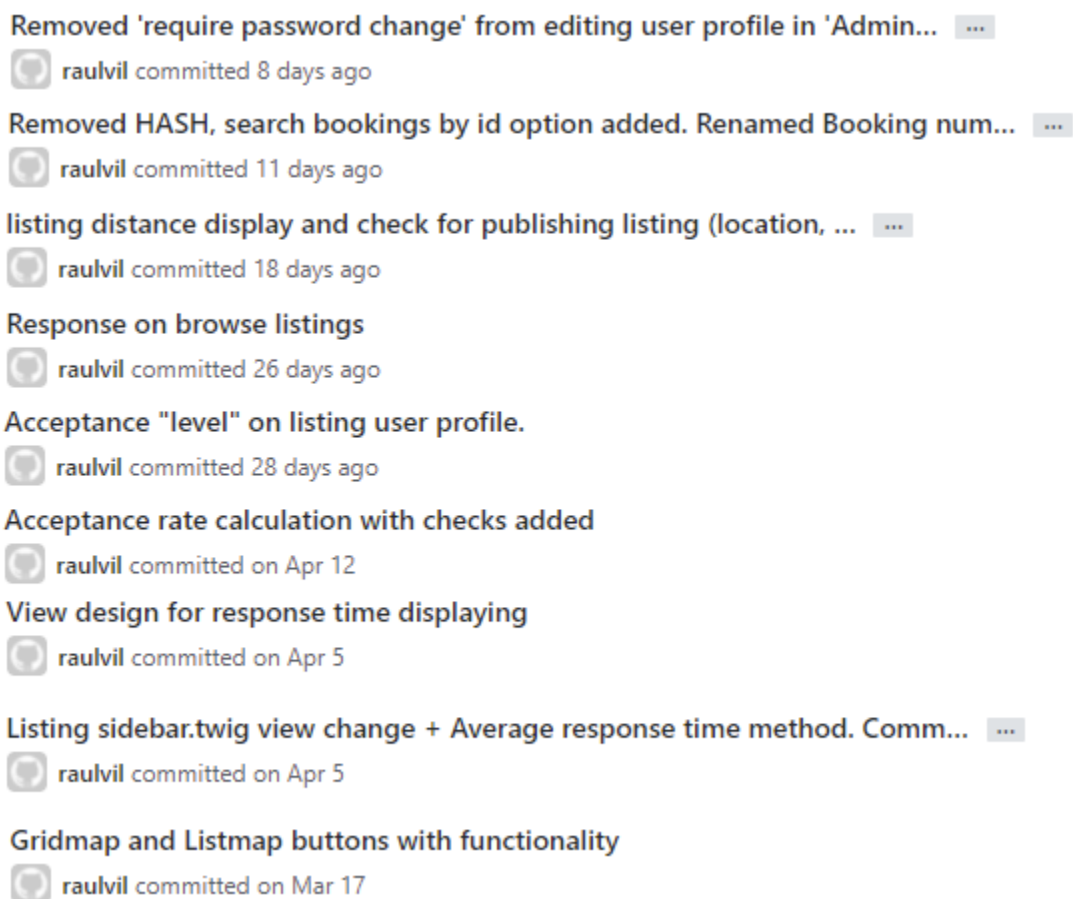 Removed 'require password change' from editing user profile in 'Admin... ...
raulvil committed 8 days ago
Removed HASH, search bookings by id option added. Renamed Booking num... ...
raulvil committed 11 days ago
listing distance display and check for publishing listing (location, ... ...
raulvil committed 18 days ago
Response on browse listings
raulvil committed 26 days ago
Acceptance "level" on listing user profile.
raulvil committed 28 days ago
Acceptance rate calculation with checks added
raulvil committed on Apr 12
View design for response time displaying
raulvil committed on Apr 5
Listing sidebar.twig view change + Average response time method. Comm... ...
raulvil committed on Apr 5
Gridmap and Listmap buttons with functionality
raulvil committed on Mar 17